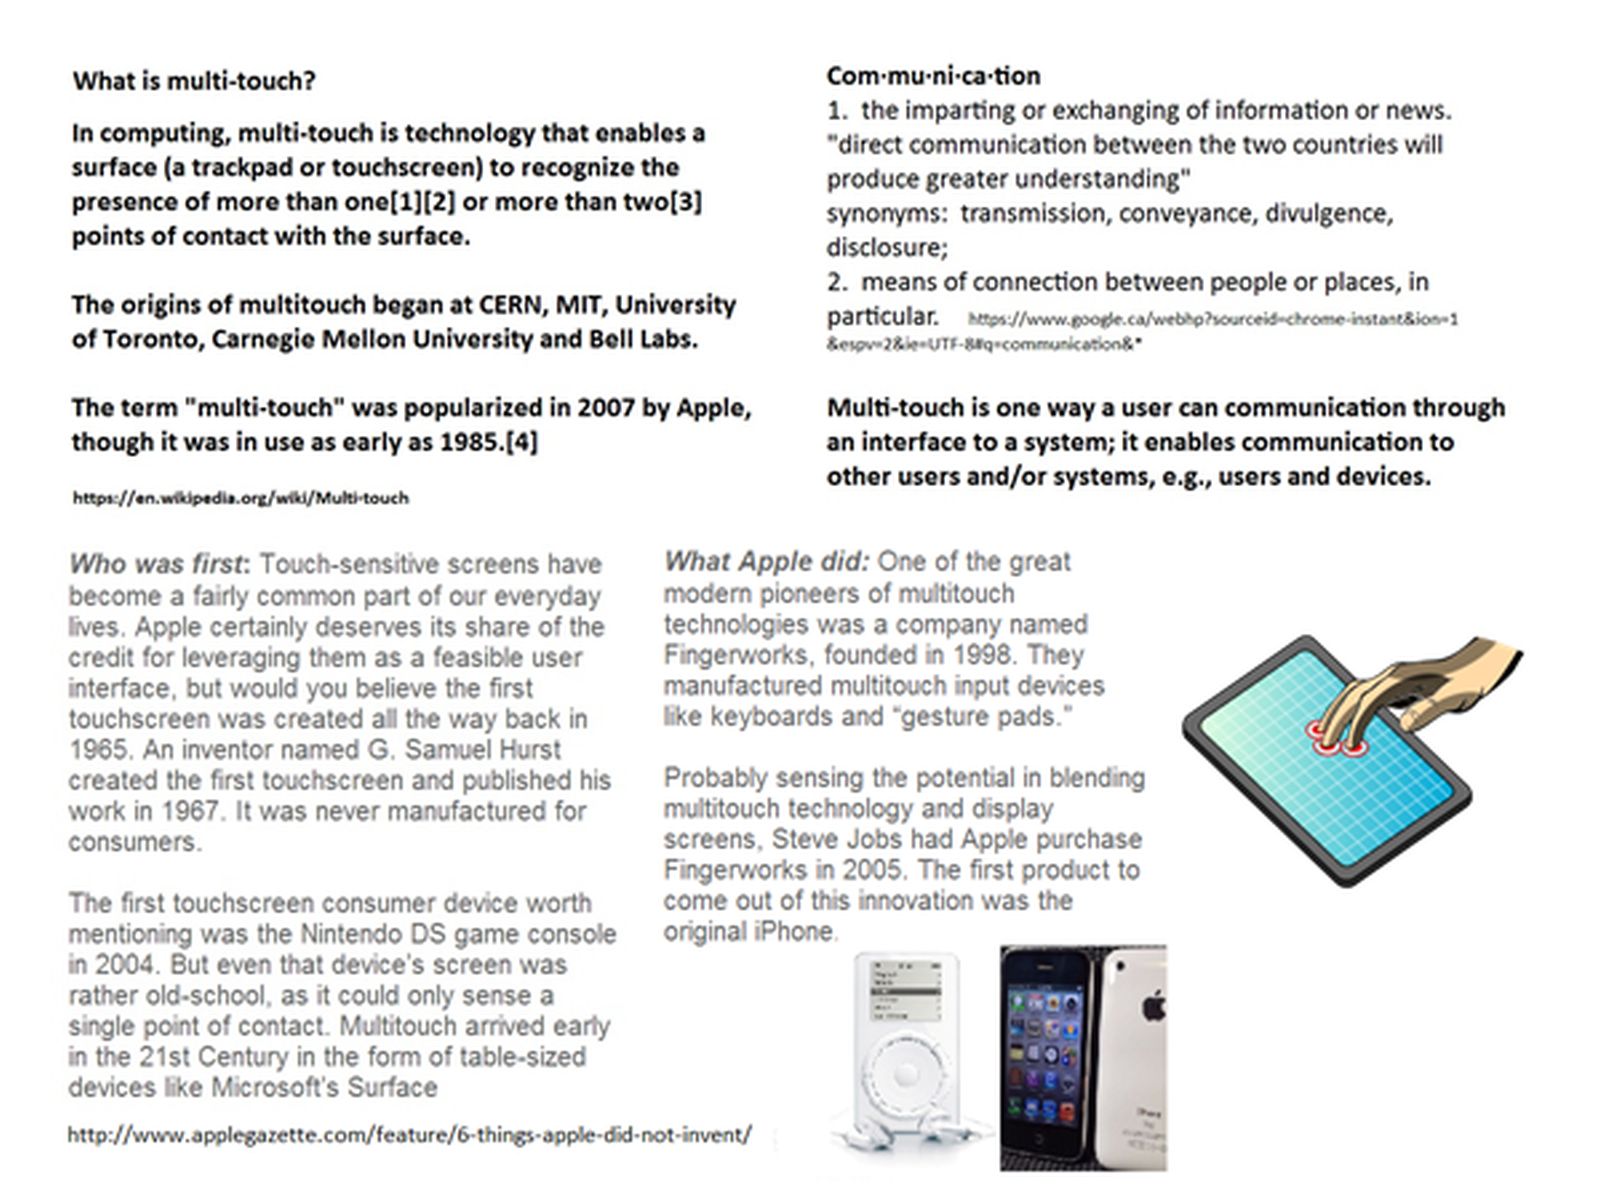 What is multi-touch?
In computing, multi-touch is technology that enables a
surface (a trackpad or touchscreen) to recognize the
presence of more than one[1][2] or more than two[3]
points of contact with the surface.
The origins of multitouch began at CERN, MIT, University
of Toronto, Carnegie Mellon University and Bell Labs.
The term "multi-touch" was popularized in 2007 by Apple,
though it was in use as early as 1985.[4]
https://en.wikipedia.org/wiki/Multi-touch
Com·mu·ni·ca·tion
1. the imparting or exchanging of information or news.
"direct communication between the two countries will
produce greater understanding"
synonyms: transmission, conveyance, divulgence,
disclosure;
2. means of connection between people or places, in
particular. https://www.google.ca/webhp?sourceid=chrome-instant&ion=1
&espv=2&ie=UTF-8#q=communication&*
Multi-touch is one way a user can communication through
an interface to a system; it enables communication to
other users and/or systems, e.g., users and devices.
Who was first: Touch-sensitive screens have
become a fairly common part of our everyday
lives. Apple certainly deserves its share of the
credit for leveraging them as a feasible user
interface, but would you believe the first
touchscreen was created all the way back in
1965. An inventor named G. Samuel Hurst
created the first touchscreen and published his
work in 1967. It was never manufactured for
consumers.
The first touchscreen consumer device worth
mentioning was the Nintendo DS game console
in 2004. But even that device's screen was
rather old-school, as it could only sense a
single point of contact. Multitouch arrived early
in the 21st Century in the form of table-sized
devices like Microsoft's Surface
http://www.applegazette.com/feature/6-things-apple-did-not-invent/
What Apple did: One of the great
modern pioneers of multitouch
technologies was a company named
Fingerworks, founded in 1998. They
manufactured multitouch input devices
like keyboards and “gesture pads.”
Probably sensing the potential in blending
multitouch technology and display
screens, Steve Jobs had Apple purchase
Fingerworks in 2005. The first product to
come out of this innovation was the
original iPhone.